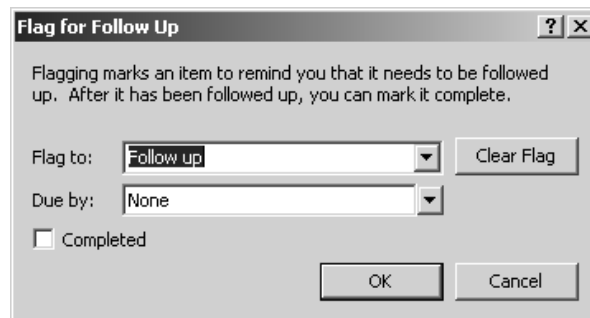 Flag for Follow Up
Flagging marks an item to remind you that it needs to be followed
up. After it has been followed up, you can mark it complete.
Flag to: Follow up Clear Flag
Due by: None
Completed
OK Cancel